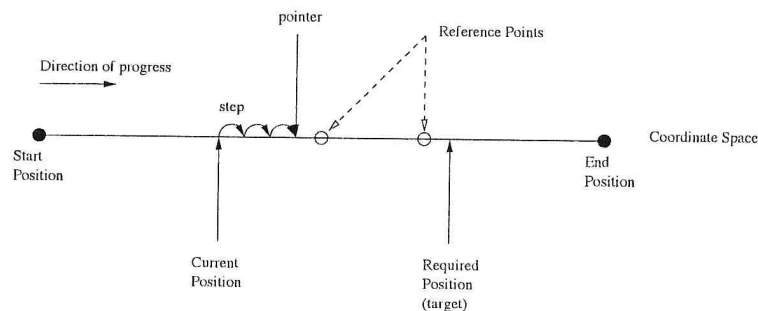 pointer
Reference Points
Direction of progress
step
Coordinate Space
Start
Position
End
Position
Current
Position
Required
Position
(target)